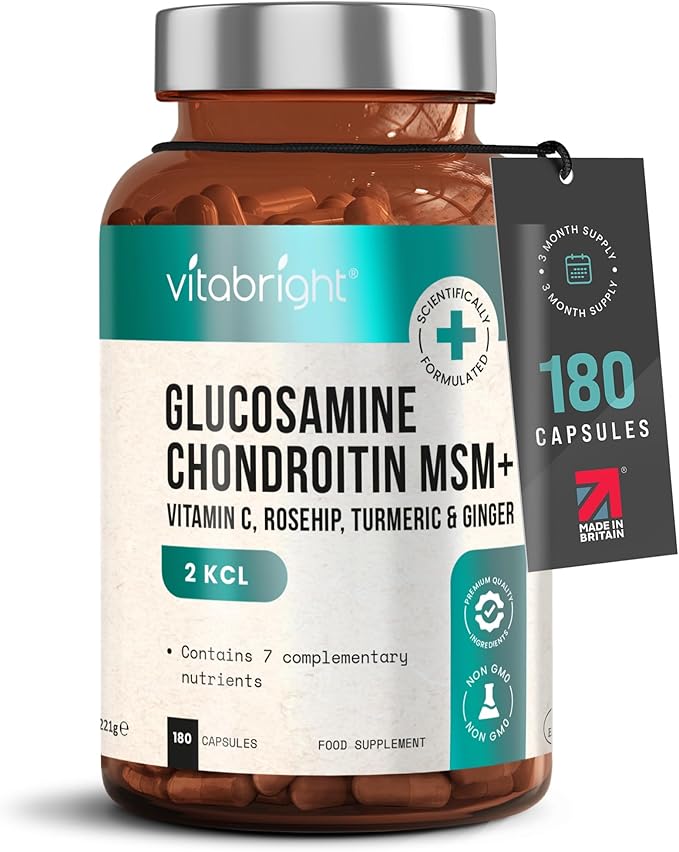 vitabright®
SCIENTIFICALLY
FORMULATED
GLUCOSAMINE
CHONDROITIN MSM+
VITAMIN C, ROSEHIP, TURMERIC & GINGER
2 KCL
• Contains 7 complementary
nutrients
PREMIUM QUALITY
INGREDIENTS
NON GMO
NON GMO
221g℮
180 CAPSULES
FOOD SUPPLEMENT
3 MONTH SUPPLY •
3 MONTH SUPPLY •
180
CAPSULES
®
MADE IN
BRITAIN